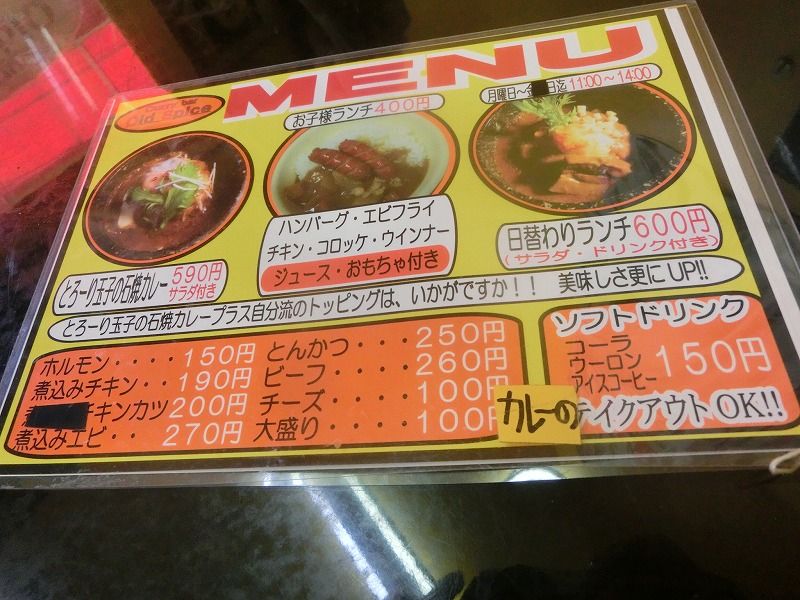 MENU
Curry bar
Old Spice
お子様ランチ400円
月曜日～金 日迄 11:00～14:00
ハンバーグ・エビフライ
チキン・コロッケ・ウインナー
ジュース・おもちゃ付き
とろーり玉子の石焼カレー 590円
サラダ付き
日替わりランチ 600円
(サラダ・ドリンク付き)
とろーり玉子の石焼カレープラス自分流のトッピングは、いかがですか！！ 美味しさ更にUP!!
ホルモン・・・・150円
煮込みチキン・・190円
チキンカツ 200円
煮込みエビ・・270円
とんかつ・・・250円
ビーフ・・・・260円
チーズ・・・・100円
大盛り・・・・100
ソフトドリンク
コーラ
ウーロン
アイスコーヒー
150円
カレーの
テイクアウトOK!!